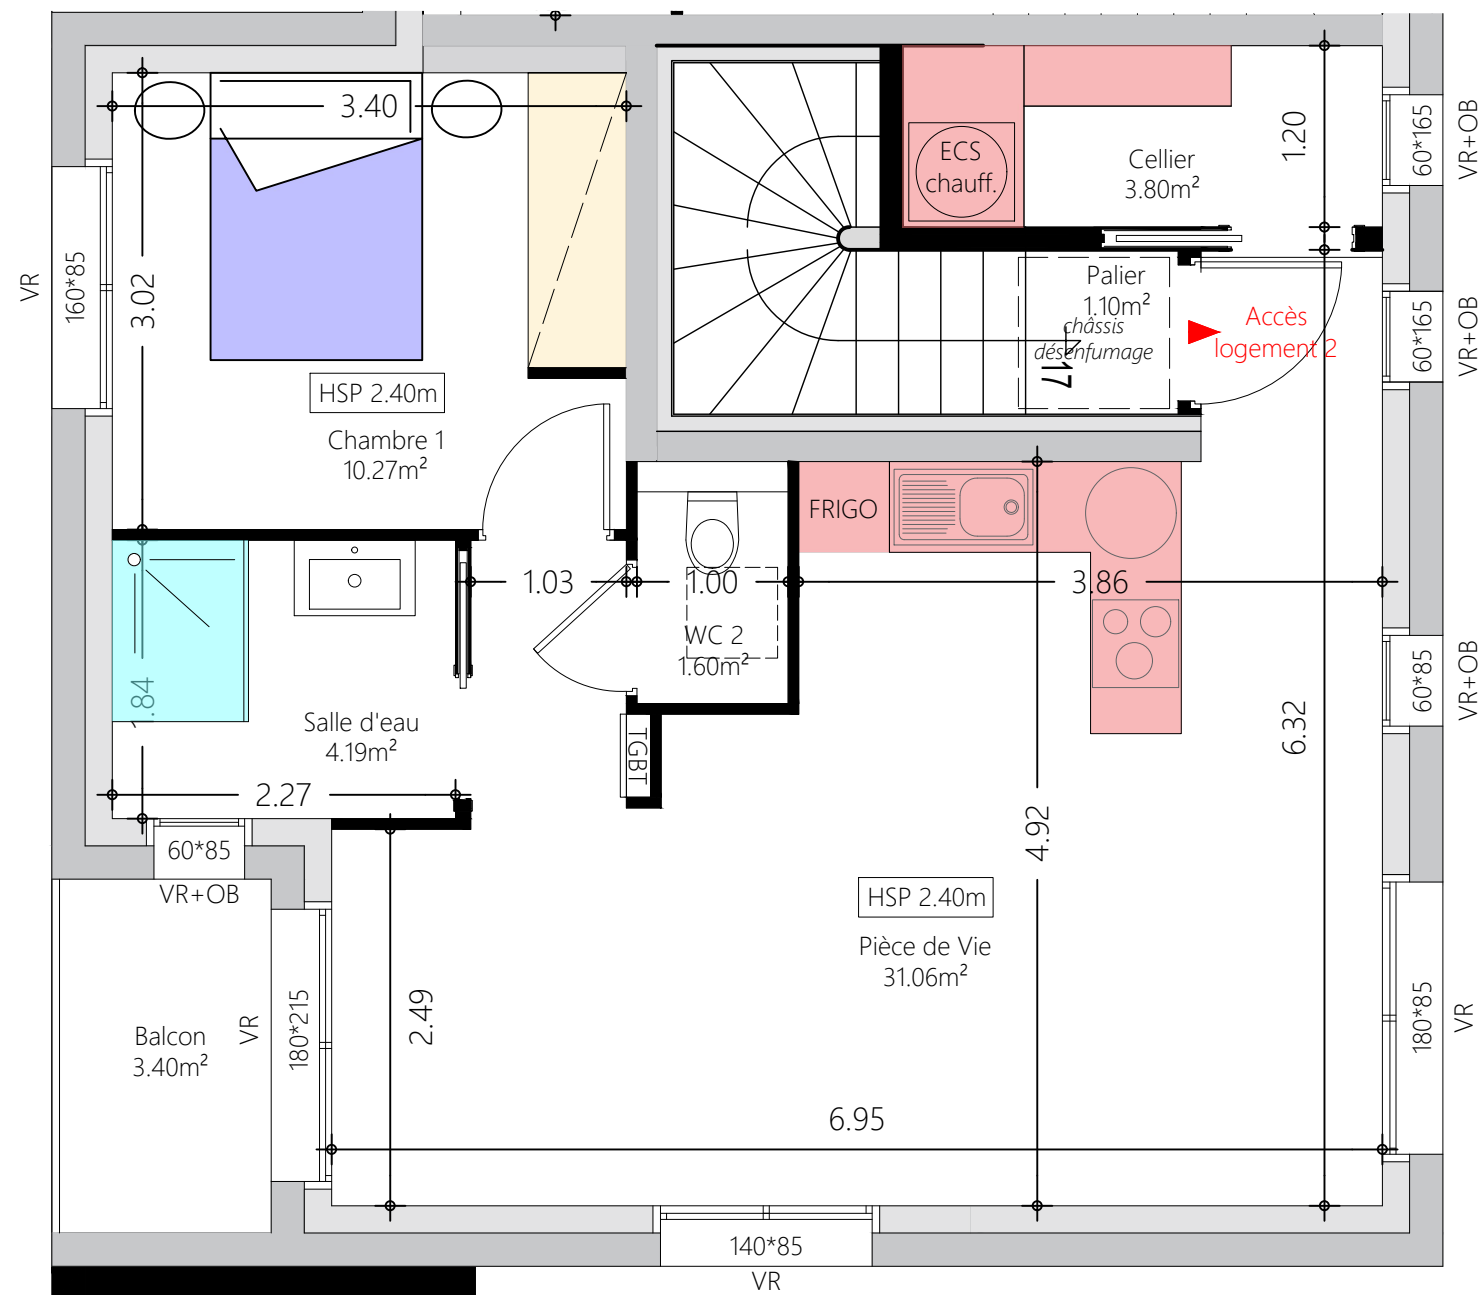 3.40
ECS
chauff.
Cellier
3.80m²
1.20
60*165
VR+OB
VR
160*85
3.02
Palier
1.10m²
châssis
désenfumage
17
Accès
logement 2
60*165
VR+OB
HSP 2.40m
Chambre 1
10.27m²
FRIGO
1.03
1.00
3.86
WC 2
1.60m²
60*85
VR+OB
1.84
Salle d'eau
4.19m²
TGBT
6.32
2.27
4.92
60*85
VR+OB
HSP 2.40m
Pièce de Vie
31.06m²
2.49
Balcon
3.40m²
VR
180*215
180*85
VR
6.95
140*85
VR